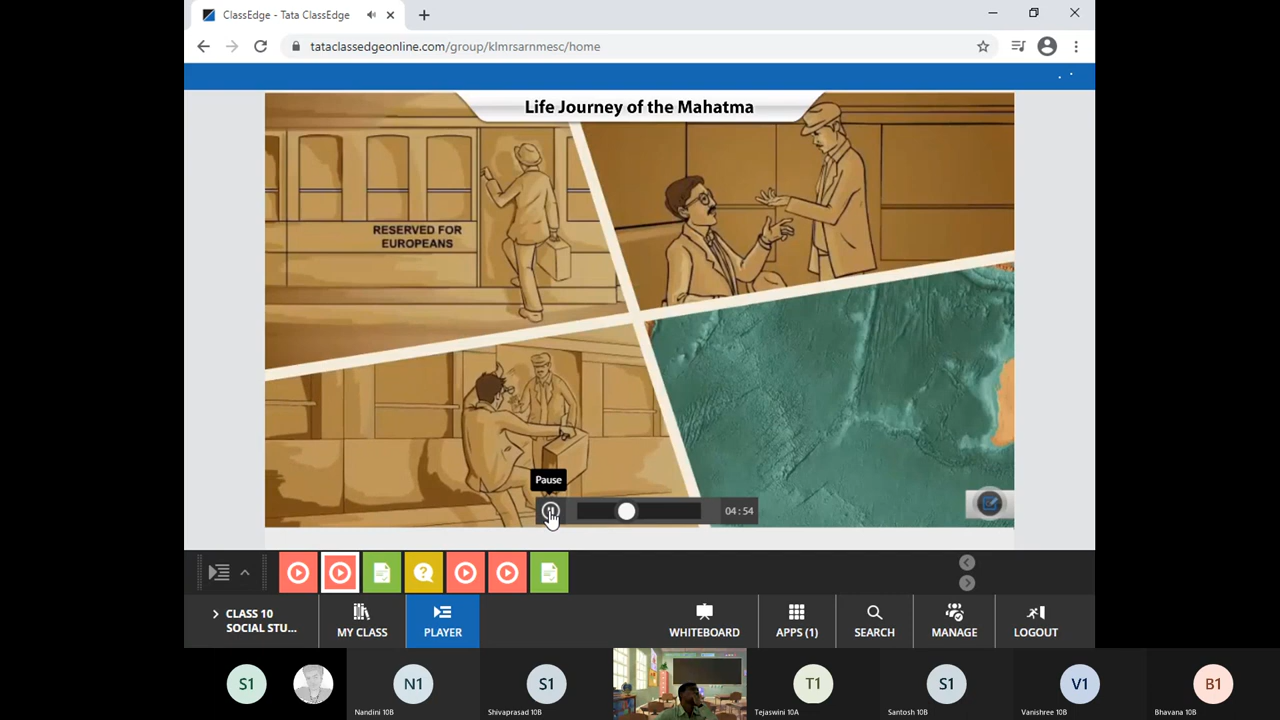 ClassEdge - Tata ClassEdge
tataclassedgeonline.com/group/klmrsarnmesc/home
Life Journey of the Mahatma
RESERVED FOR
EUROPEANS
Pause
04:54
CLASS 10
SOCIAL STU...
MY CLASS
PLAYER
WHITEBOARD
APPS (1)
SEARCH
MANAGE
LOGOUT
S1
N1
S1
T1
S1
V1
B1
Nandini 10B
Shivaprasad 10B
Tejaswini 10A
Santosh 10B
Vanishree 10B
Bhavana 10B